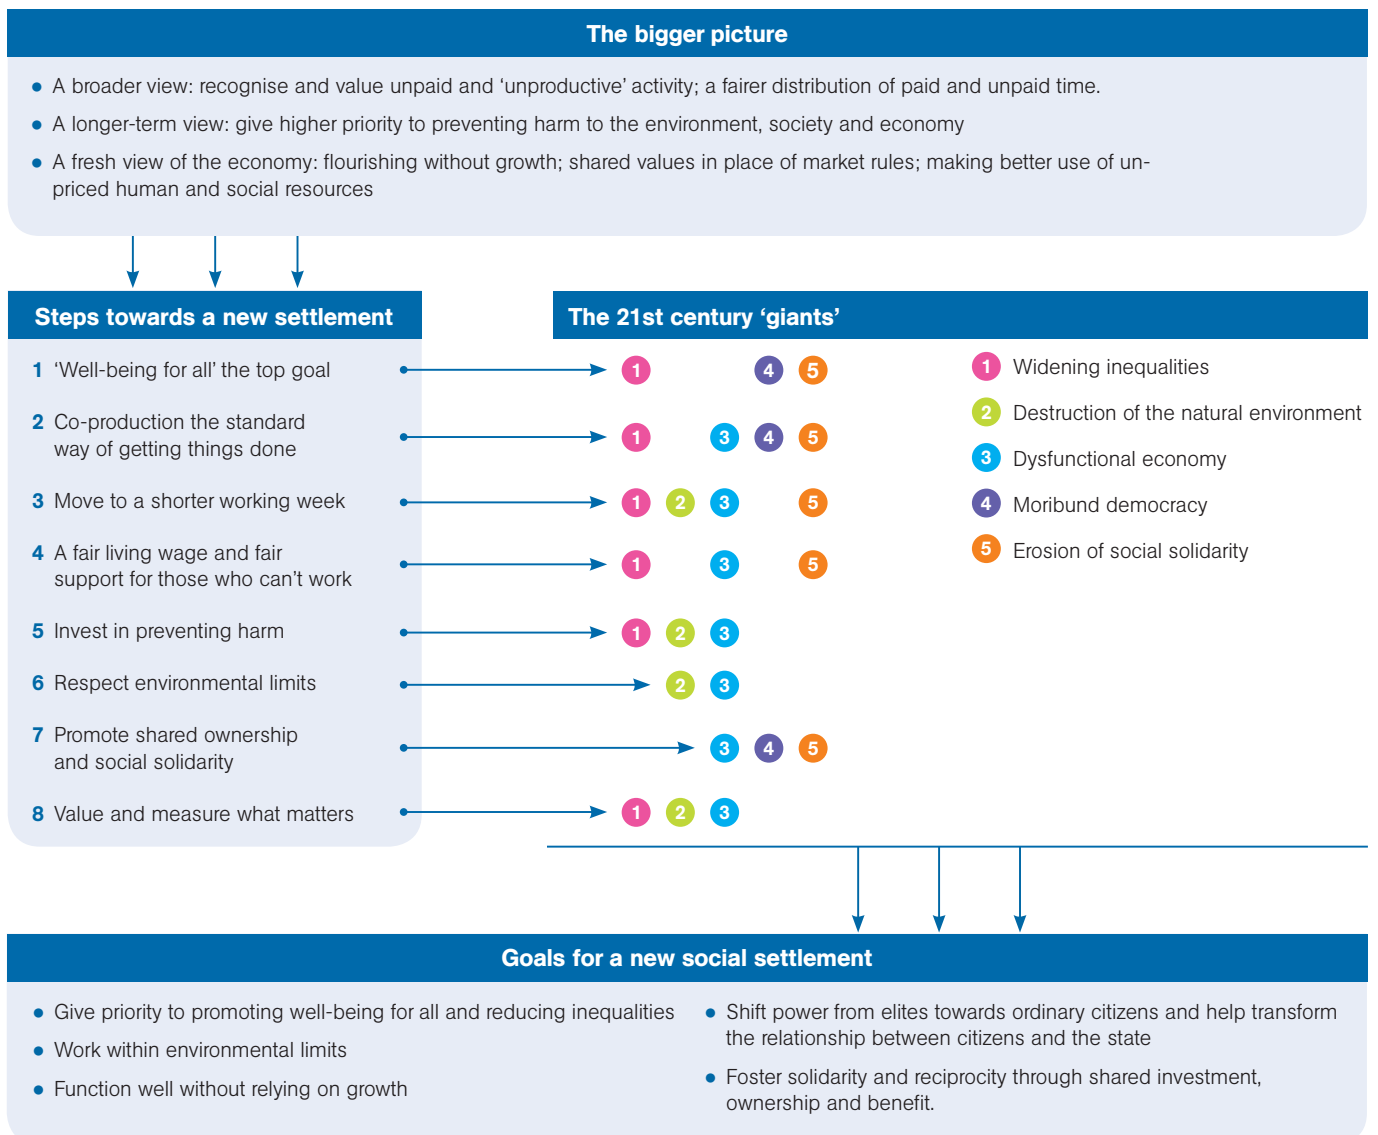 The bigger picture
• A broader view: recognise and value unpaid and ‘unproductive’ activity; a fairer distribution of paid and unpaid time.
• A longer-term view: give higher priority to preventing harm to the environment, society and economy
• A fresh view of the economy: flourishing without growth; shared values in place of market rules; making better use of un-
priced human and social resources
Steps towards a new settlement
1 ‘Well-being for all’ the top goal
2 Co-production the standard
way of getting things done
3 Move to a shorter working week
4 A fair living wage and fair
support for those who can’t work
5 Invest in preventing harm
6 Respect environmental limits
7 Promote shared ownership
and social solidarity
8 Value and measure what matters
The 21st century ‘giants’
1 4 5
1 3 4 5
1 2 3 5
1 3 5
1 2 3
2 3
3 4 5
1 2 3
1 Widening inequalities
2 Destruction of the natural environment
3 Dysfunctional economy
4 Moribund democracy
5 Erosion of social solidarity
Goals for a new social settlement
• Give priority to promoting well-being for all and reducing inequalities
• Work within environmental limits
• Function well without relying on growth
• Shift power from elites towards ordinary citizens and help transform
the relationship between citizens and the state
• Foster solidarity and reciprocity through shared investment,
ownership and benefit.